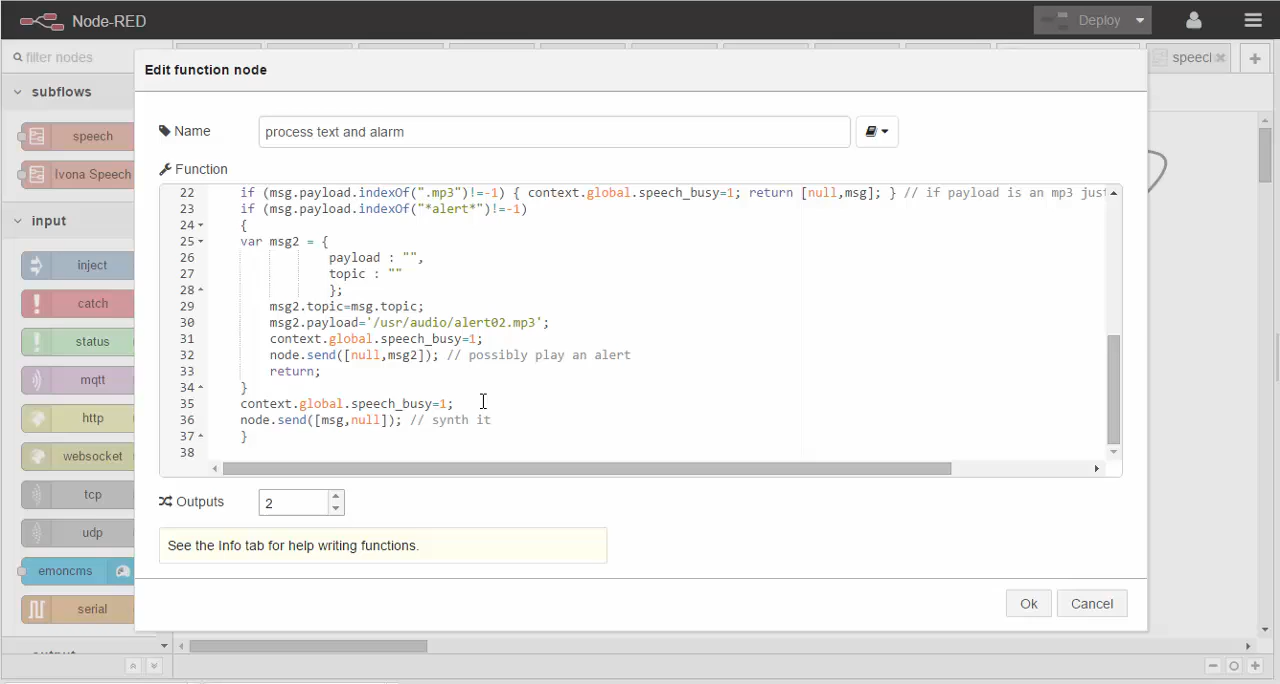 Node-RED
Deploy
filter nodes
speecl
Edit function node
subflows
speech
Ivona Speech
input
inject
catch
status
mqtt
http
websocket
tcp
udp
emoncms
serial
Name
process text and alarm
Function
22 if (msg.payload.indexOf(".mp3")!=-1) { context.global.speech_busy=1; return [null,msg]; } // if payload is an mp3 just
23 if (msg.payload.indexOf("*alert*")!=-1)
24 {
25 var msg2 = {
26 payload : "",
27 topic : ""
28 };
29 msg2.topic=msg.topic;
30 msg2.payload='/usr/audio/alert02.mp3';
31 context.global.speech_busy=1;
32 node.send([null,msg2]); // possibly play an alert
33 return;
34 }
35 context.global.speech_busy=1;
36 node.send([msg,null]); // synth it
37 }
38
Outputs
2
See the Info tab for help writing functions.
Ok
Cancel